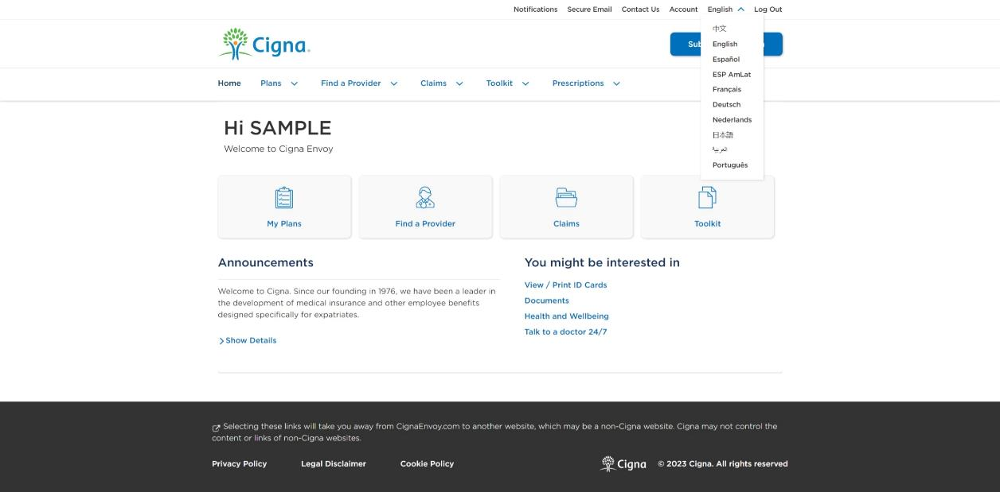 Notifications Secure Email Contact Us Account English Log Out
中文
English
Español
ESP AmLat
Français
Deutsch
Nederlands
日本語
العربية
Português
Cigna
Home Plans Find a Provider Claims Toolkit Prescriptions
Hi SAMPLE
Welcome to Cigna Envoy
My Plans Find a Provider Claims Toolkit
Announcements
Welcome to Cigna. Since our founding in 1976, we have been a leader in
the development of medical insurance and other employee benefits
designed specifically for expatriates.
Show Details
You might be interested in
View / Print ID Cards
Documents
Health and Wellbeing
Talk to a doctor 24/7
Selecting these links will take you away from CignaEnvoy.com to another website, which may be a non-Cigna website. Cigna may not control the
content or links of non-Cigna websites.
Privacy Policy Legal Disclaimer Cookie Policy Cigna © 2023 Cigna. All rights reserved